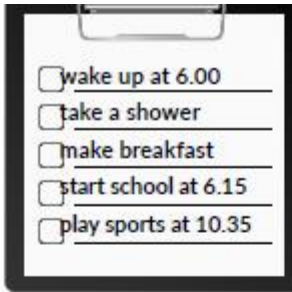 wake up at 6.00
take a shower
make breakfast
start school at 6.15
play sports at 10.35